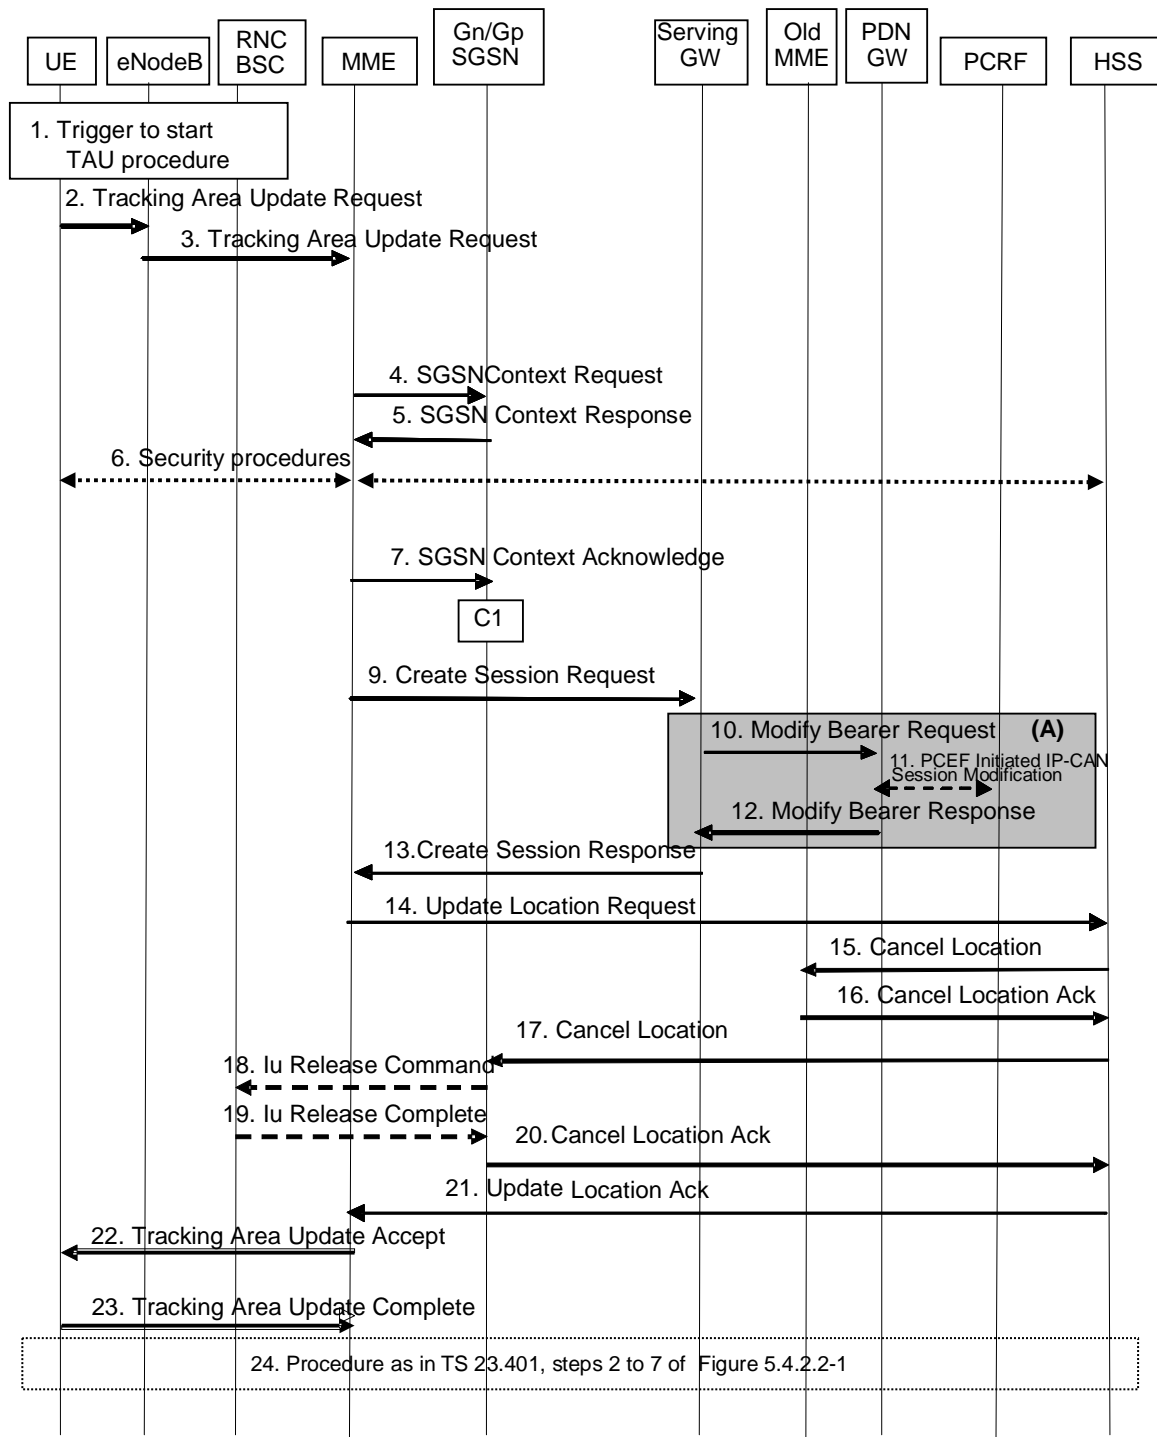 UE
eNodeB
RNC
BSC
MME
Gn/Gp
SGSN
Serving
GW
Old
MME
PDN
GW
PCRF
HSS
1. Trigger to start
TAU procedure
2. Tracking Area Update Request
3. Tracking Area Update Request
4. SGSNContext Request
5. SGSN Context Response
6. Security procedures
7. SGSN Context Acknowledge
C1
9. Create Session Request
10. Modify Bearer Request (A)
11. PCEF Initiated IP-CAN
Session Modification
12. Modify Bearer Response
13.Create Session Response
14. Update Location Request
15. Cancel Location
16. Cancel Location Ack
17. Cancel Location
18. Iu Release Command
19. Iu Release Complete
20. Cancel Location Ack
21. Update Location Ack
22. Tracking Area Update Accept
23. Tracking Area Update Complete
24. Procedure as in TS 23.401, steps 2 to 7 of Figure 5.4.2.2-1